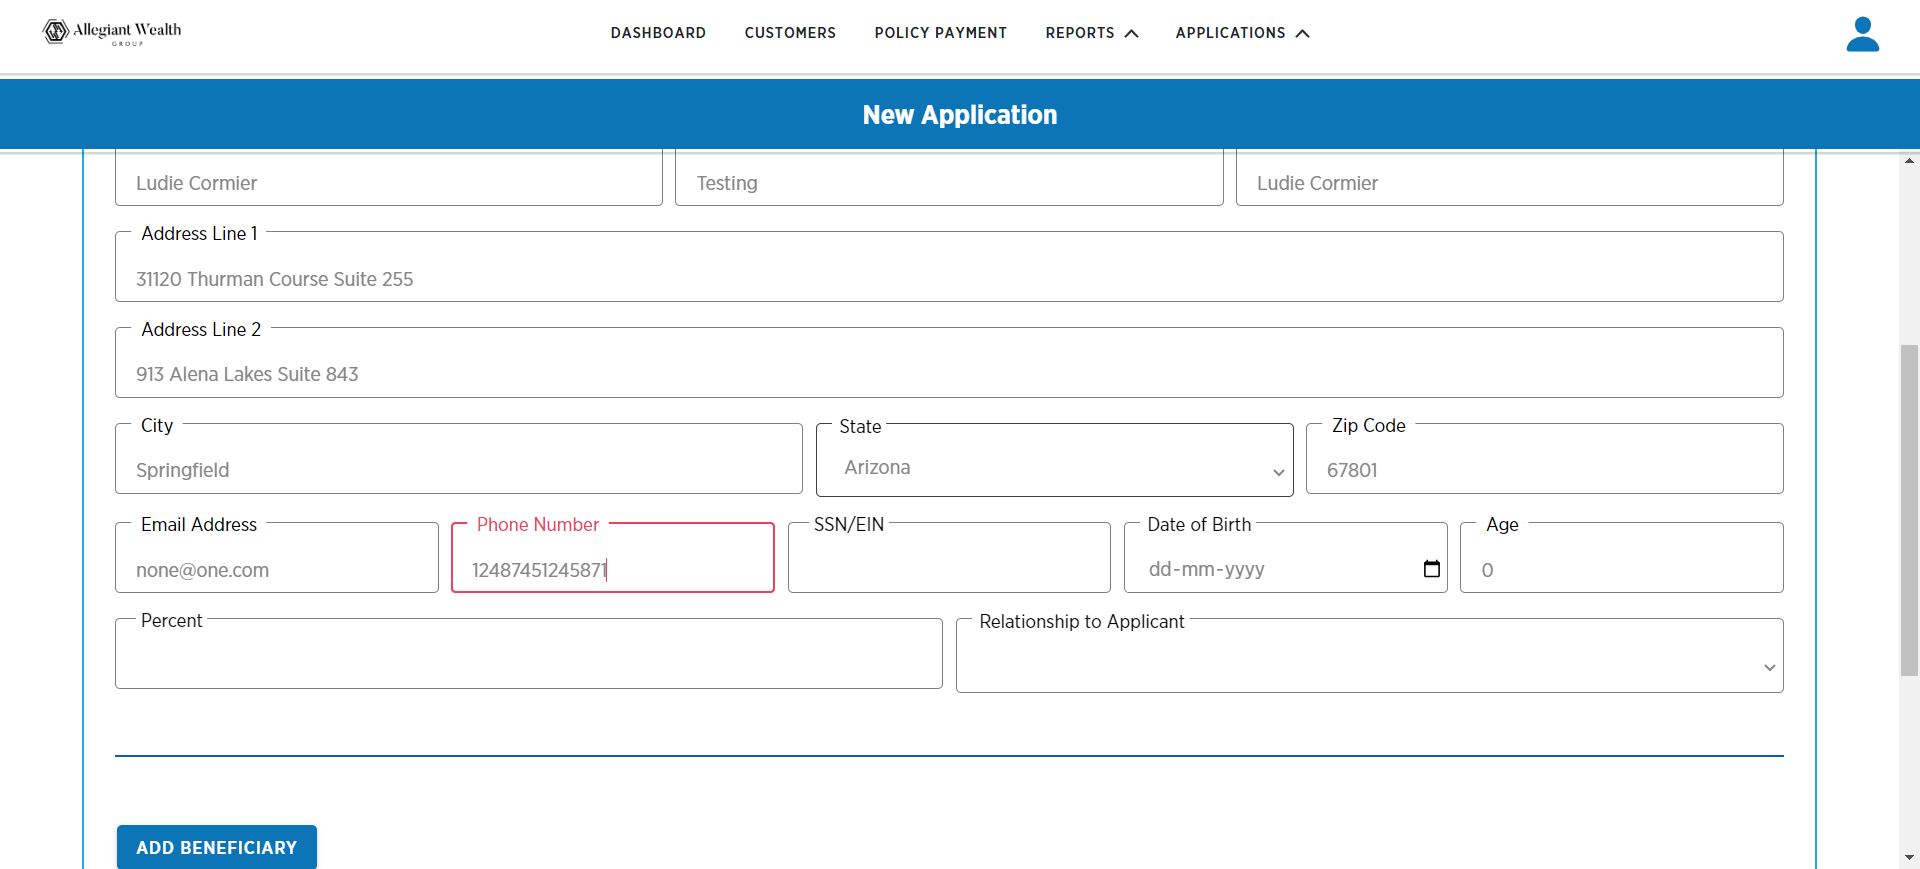 Allegiant Wealth
GROUP
DASHBOARD CUSTOMERS POLICY PAYMENT REPORTS APPLICATIONS
New Application
Ludie Cormier Testing Ludie Cormier
Address Line 1
31120 Thurman Course Suite 255
Address Line 2
913 Alena Lakes Suite 843
City State Zip Code
Springfield Arizona 67801
Email Address Phone Number SSN/EIN Date of Birth Age
none@one.com 12487451245871 dd-mm-yyyy 0
Percent Relationship to Applicant
ADD BENEFICIARY